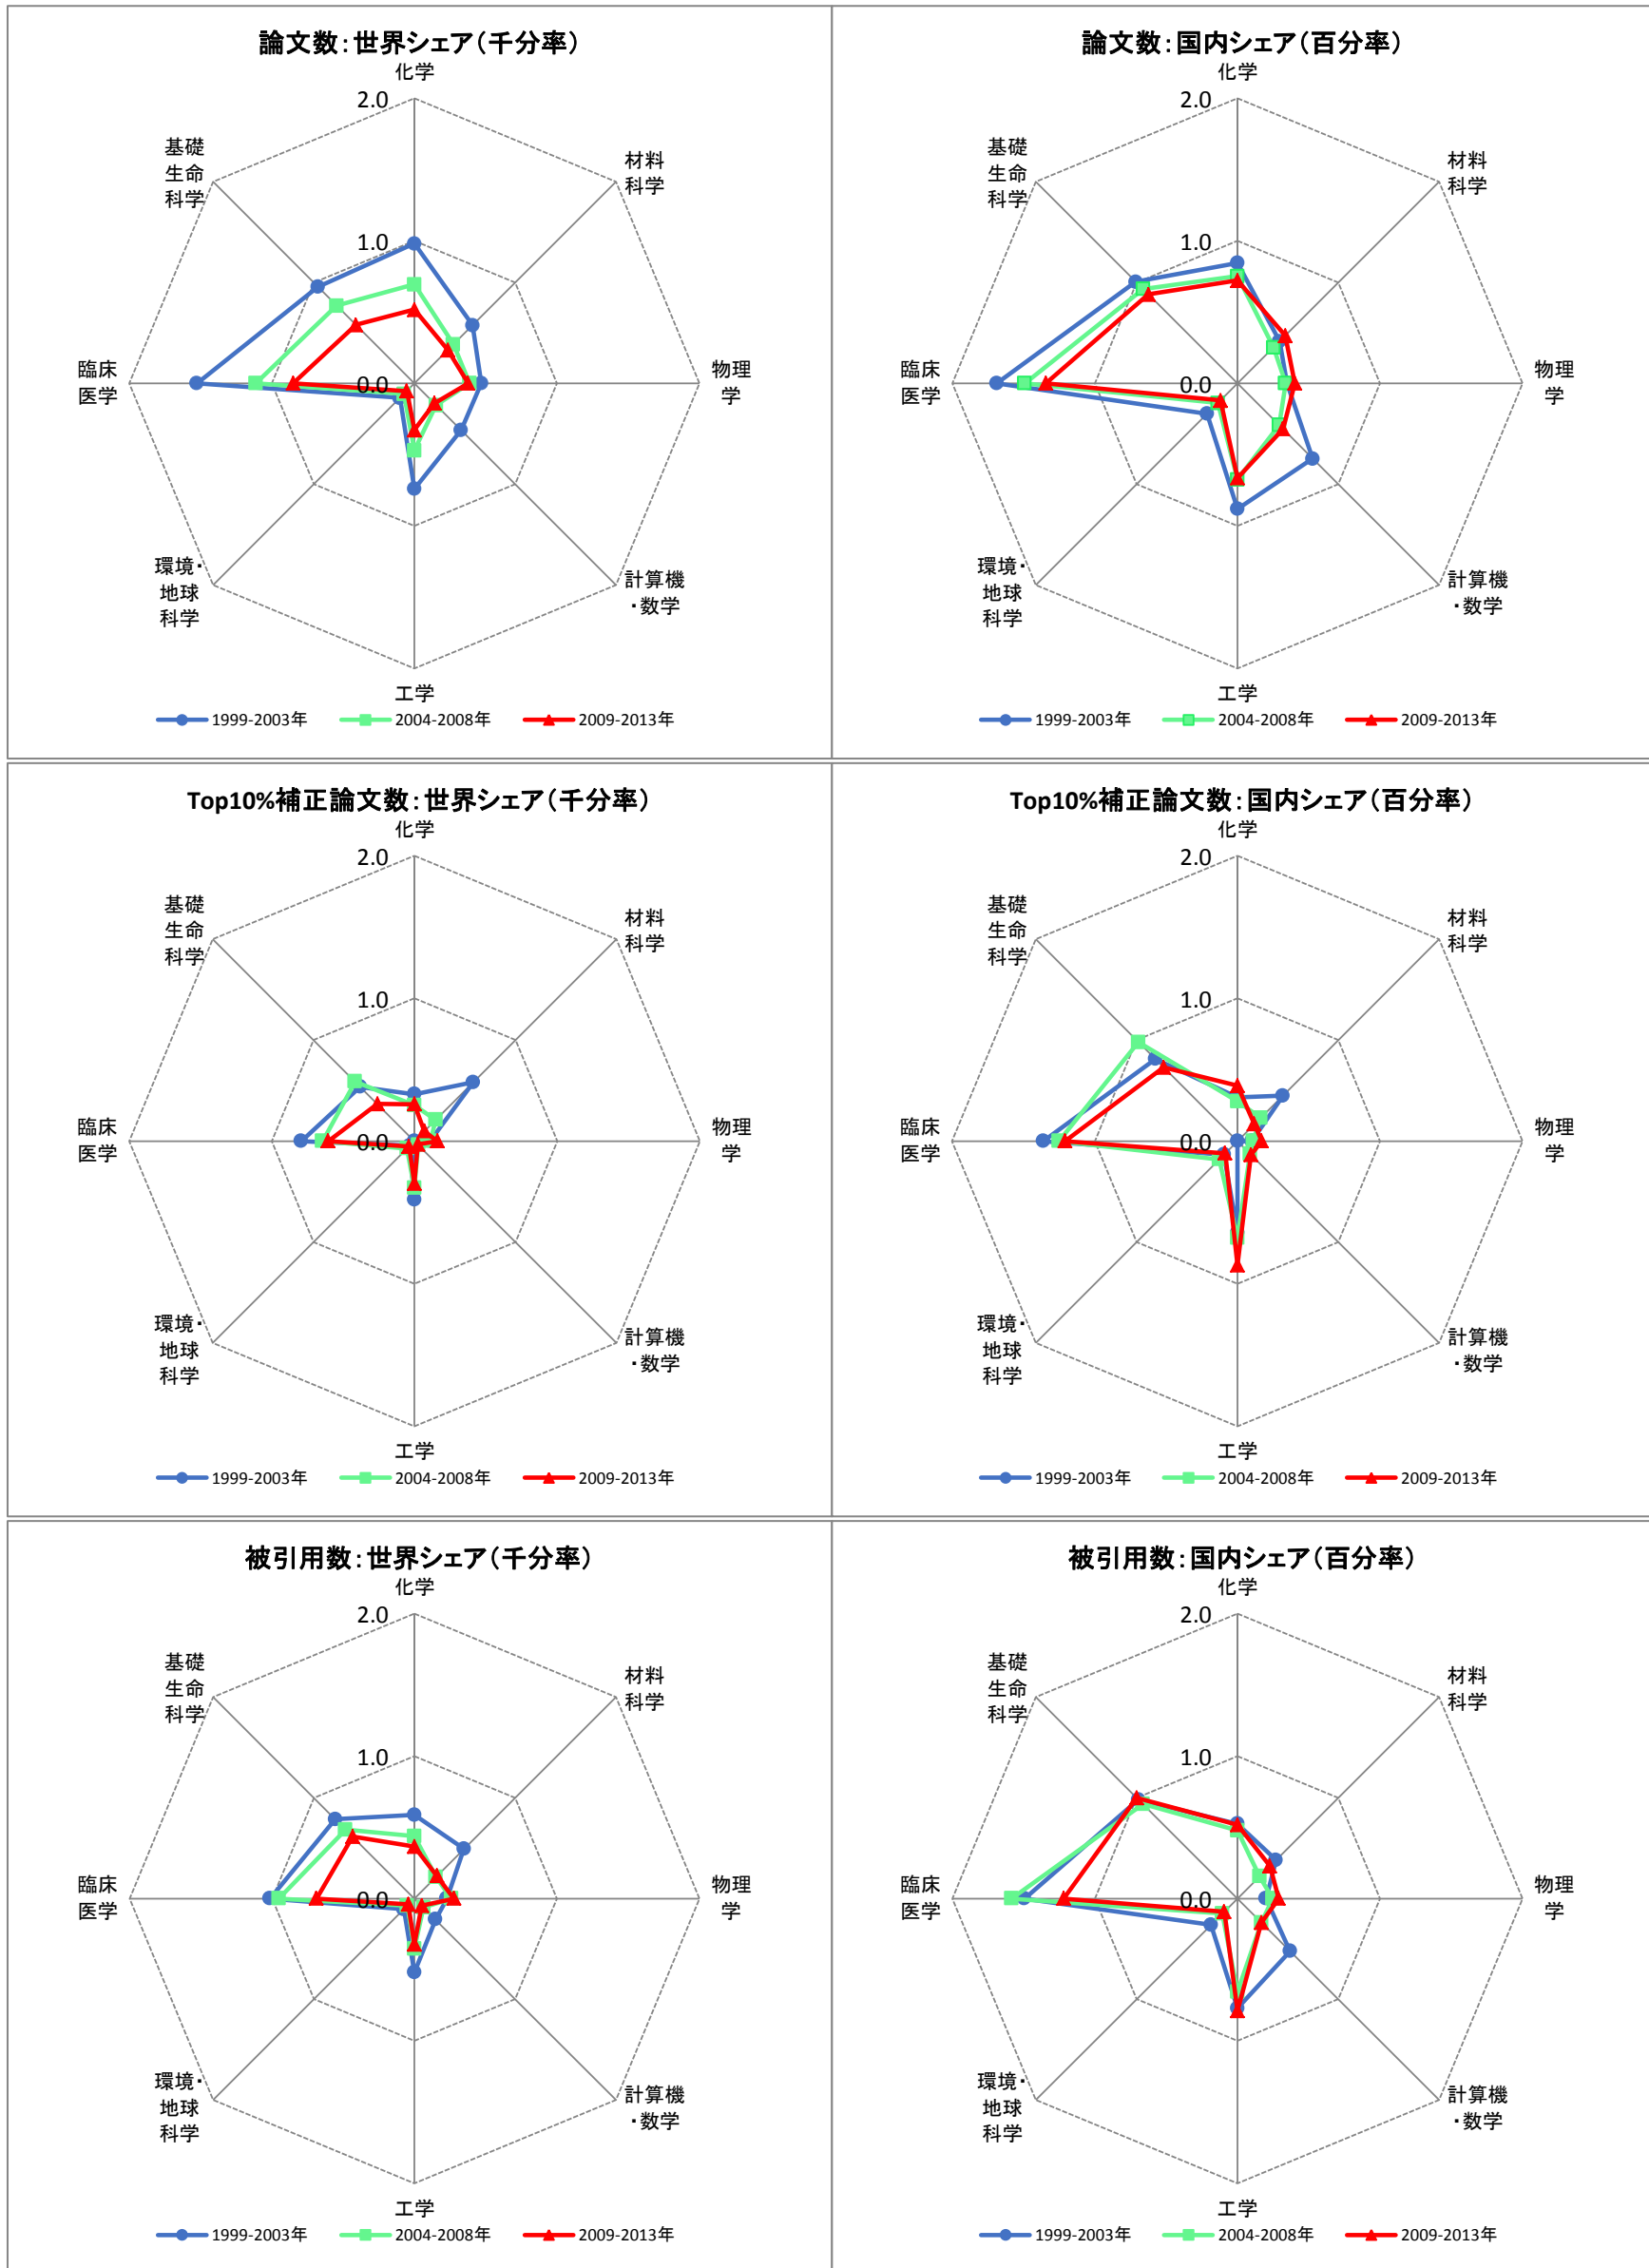 論文数：世界シェア（千分率）
化学
2.0
基礎
生命
科学
材料
科学
1.0
臨床
医学
0.0
物理
学
環境・
地球
科学
計算機
・数学
工学
1999-2003年 2004-2008年 2009-2013年
論文数：国内シェア（百分率）
化学
2.0
基礎
生命
科学
材料
科学
1.0
臨床
医学
0.0
物理
学
環境・
地球
科学
計算機
・数学
工学
1999-2003年 2004-2008年 2009-2013年
Top10%補正論文数：世界シェア（千分率）
化学
2.0
基礎
生命
科学
材料
科学
1.0
臨床
医学
0.0
物理
学
環境・
地球
科学
計算機
・数学
工学
1999-2003年 2004-2008年 2009-2013年
Top10%補正論文数：国内シェア（百分率）
化学
2.0
基礎
生命
科学
材料
科学
1.0
臨床
医学
0.0
物理
学
環境・
地球
科学
計算機
・数学
工学
1999-2003年 2004-2008年 2009-2013年
被引用数：世界シェア（千分率）
化学
2.0
基礎
生命
科学
材料
科学
1.0
臨床
医学
0.0
物理
学
環境・
地球
科学
計算機
・数学
工学
1999-2003年 2004-2008年 2009-2013年
被引用数：国内シェア（百分率）
化学
2.0
基礎
生命
科学
材料
科学
1.0
臨床
医学
0.0
物理
学
環境・
地球
科学
計算機
・数学
工学
1999-2003年 2004-2008年 2009-2013年